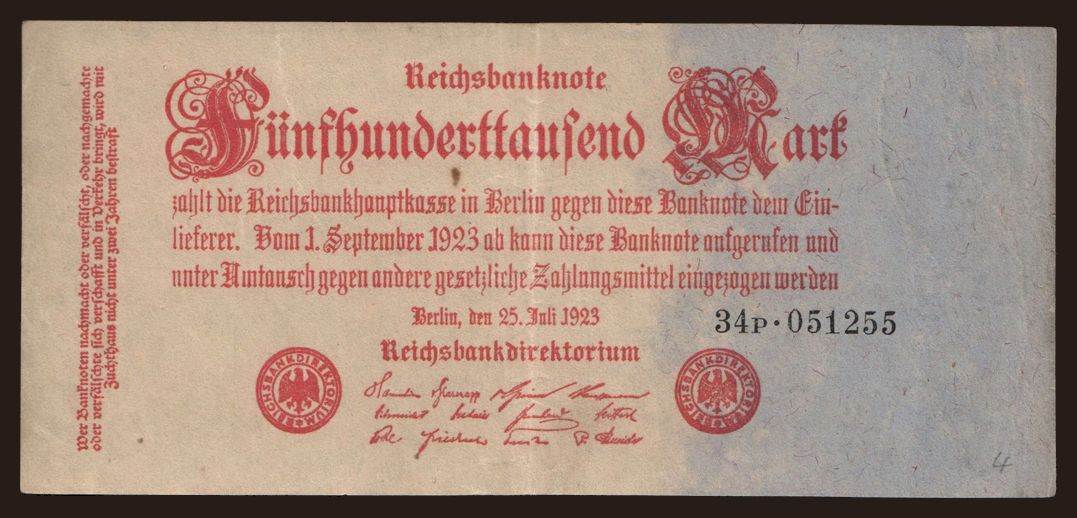 Reichsbanknote
Fünfhunderttausend Mark
zahlt die Reichsbankhauptkasse in Berlin gegen diese Banknote dem Ein-
lieferer. Vom 1. September 1923 ab kann diese Banknote aufgerufen und
unter Umtausch gegen andere gesetzliche Zahlungsmittel eingezogen werden
Berlin, den 25. Juli 1923
34P·051255
Reichsbankdirektorium
REICHSBANKDIREKTORIUM
REICHSBANKDIREKTORIUM
Wer Banknoten nachmacht oder verfälscht, oder nachgemachte
oder verfälschte sich verschafft und in Verkehr bringt, wird mit
Zuchthaus nicht unter zwei Jahren bestraft
4